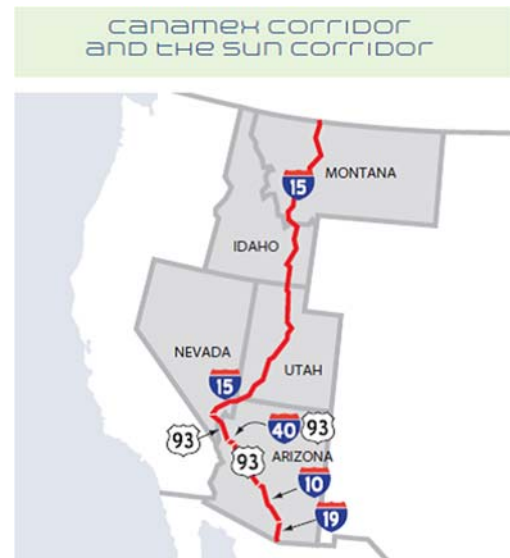 canamex corridor
and the sun corridor
MONTANA
15
IDAHO
NEVADA
UTAH
15
93
40
93
93
ARIZONA
10
19